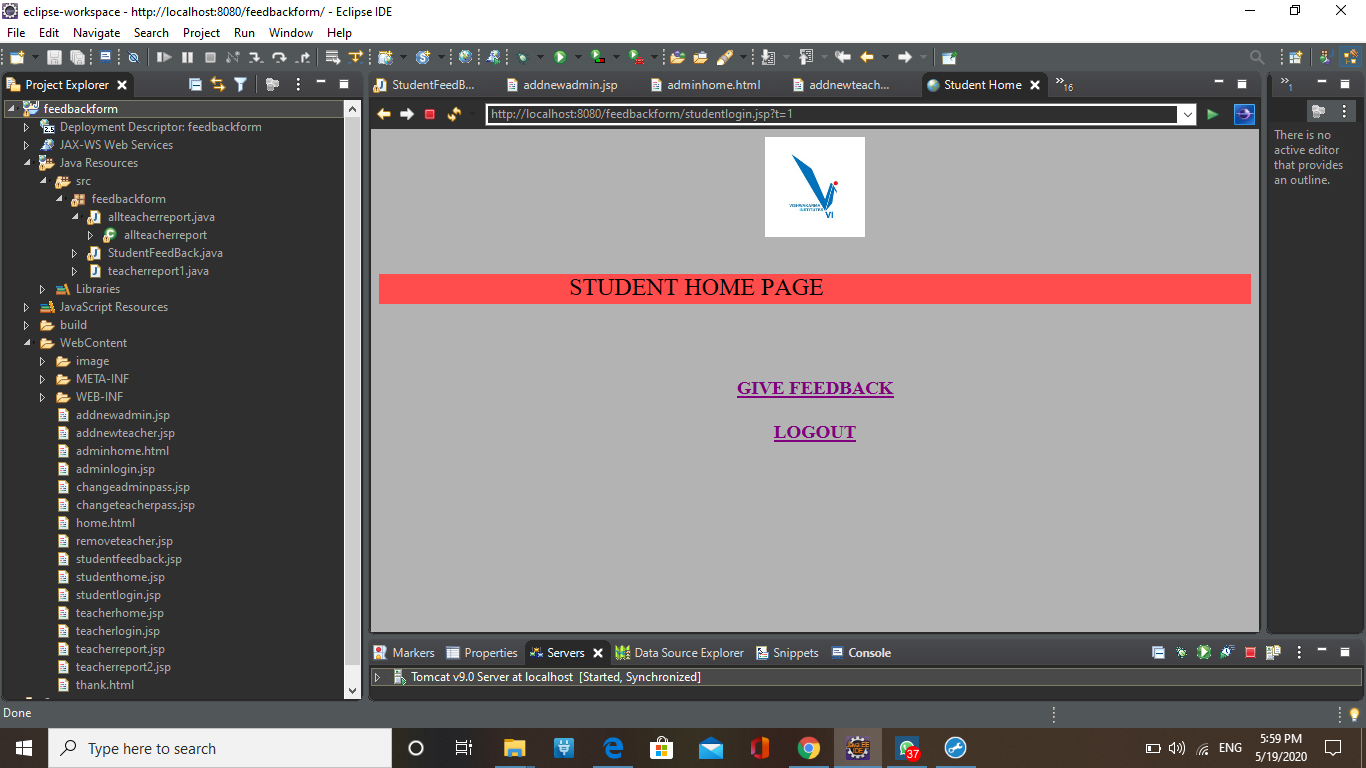 eclipse-workspace - http://localhost:8080/feedbackform/ - Eclipse IDE
File Edit Navigate Search Project Run Window Help
Project Explorer
StudentFeedB... addnewadmin.jsp adminhome.html addnewteach... Student Home »16
»1
feedbackform
Deployment Descriptor: feedbackform
JAX-WS Web Services
Java Resources
src
feedbackform
allteacherreport.java
allteacherreport
StudentFeedBack.java
teacherreport1.java
Libraries
JavaScript Resources
build
WebContent
image
META-INF
WEB-INF
addnewadmin.jsp
addnewteacher.jsp
adminhome.html
adminlogin.jsp
changeadminpass.jsp
changeteacherpass.jsp
home.html
removeteacher.jsp
studentfeedback.jsp
studenthome.jsp
studentlogin.jsp
teacherhome.jsp
teacherlogin.jsp
teacherreport.jsp
teacherreport2.jsp
thank.html
http://localhost:8080/feedbackform/studentlogin.jsp?t=1
VISHWAKARMA
INSTITUTES
VI
STUDENT HOME PAGE
GIVE FEEDBACK
LOGOUT
There is no
active editor
that provides
an outline.
Markers Properties Servers Data Source Explorer Snippets Console
Tomcat v9.0 Server at localhost [Started, Synchronized]
Done
Type here to search
37
ENG
5:59 PM
5/19/2020